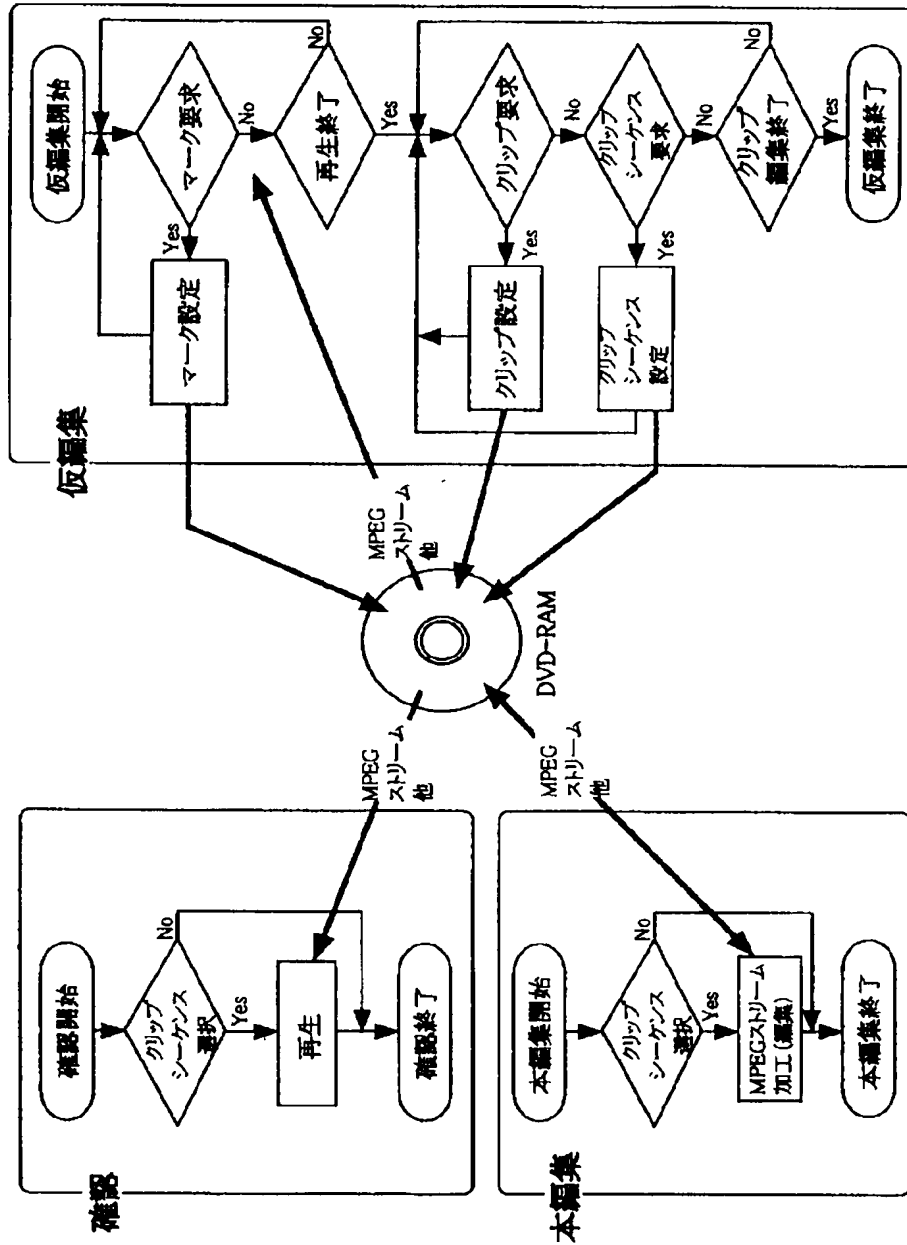 仮編集
仮編集開始
マーク要求
No
Yes
マーク設定
再生終了
No
Yes
クリップ要求
No
Yes
クリップ設定
クリップ
シーケンス
要求
No
Yes
クリップ
シーケンス
設定
クリップ
編集終了
No
Yes
仮編集終了
MPEG
ストリーム
他
DVD-RAM
MPEG
ストリーム
他
MPEG
ストリーム
他
確認
確認開始
クリップ
シーケンス
選択
No
Yes
再生
確認終了
本編集
本編集開始
クリップ
シーケンス
選択
No
Yes
MPEGストリーム
加工(編集)
本編集終了